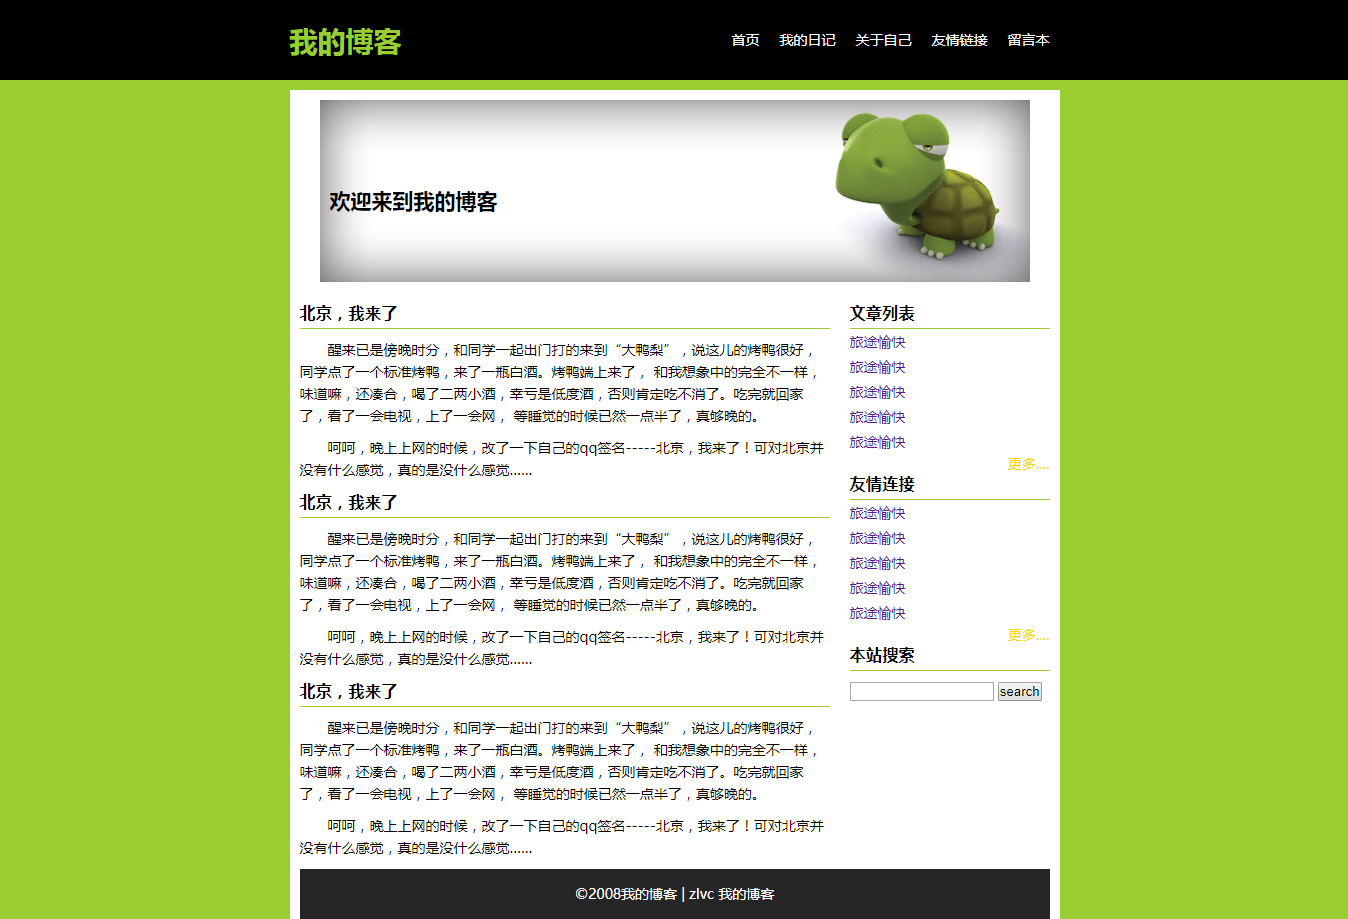 我的博客
首页 我的日记 关于自己 友情链接 留言本
欢迎来到我的博客
北京，我来了
醒来已是傍晚时分，和同学一起出门打的来到“大鸭梨”，说这儿的烤鸭很好，
同学点了一个标准烤鸭，来了一瓶白酒。烤鸭端上来了， 和我想象中的完全不一样，
味道嘛，还凑合，喝了二两小酒，幸亏是低度酒，否则肯定吃不消了。吃完就回家
了，看了一会电视，上了一会网， 等睡觉的时候已然一点半了，真够晚的。
呵呵，晚上上网的时候，改了一下自己的qq签名-----北京，我来了！可对北京并
没有什么感觉，真的是没什么感觉......
北京，我来了
醒来已是傍晚时分，和同学一起出门打的来到“大鸭梨”，说这儿的烤鸭很好，
同学点了一个标准烤鸭，来了一瓶白酒。烤鸭端上来了， 和我想象中的完全不一样，
味道嘛，还凑合，喝了二两小酒，幸亏是低度酒，否则肯定吃不消了。吃完就回家
了，看了一会电视，上了一会网， 等睡觉的时候已然一点半了，真够晚的。
呵呵，晚上上网的时候，改了一下自己的qq签名-----北京，我来了！可对北京并
没有什么感觉，真的是没什么感觉......
北京，我来了
醒来已是傍晚时分，和同学一起出门打的来到“大鸭梨”，说这儿的烤鸭很好，
同学点了一个标准烤鸭，来了一瓶白酒。烤鸭端上来了， 和我想象中的完全不一样，
味道嘛，还凑合，喝了二两小酒，幸亏是低度酒，否则肯定吃不消了。吃完就回家
了，看了一会电视，上了一会网， 等睡觉的时候已然一点半了，真够晚的。
呵呵，晚上上网的时候，改了一下自己的qq签名-----北京，我来了！可对北京并
没有什么感觉，真的是没什么感觉......
文章列表
旅途愉快
旅途愉快
旅途愉快
旅途愉快
旅途愉快
更多....
友情连接
旅途愉快
旅途愉快
旅途愉快
旅途愉快
旅途愉快
更多....
本站搜索
search
©2008我的博客 | zlvc 我的博客